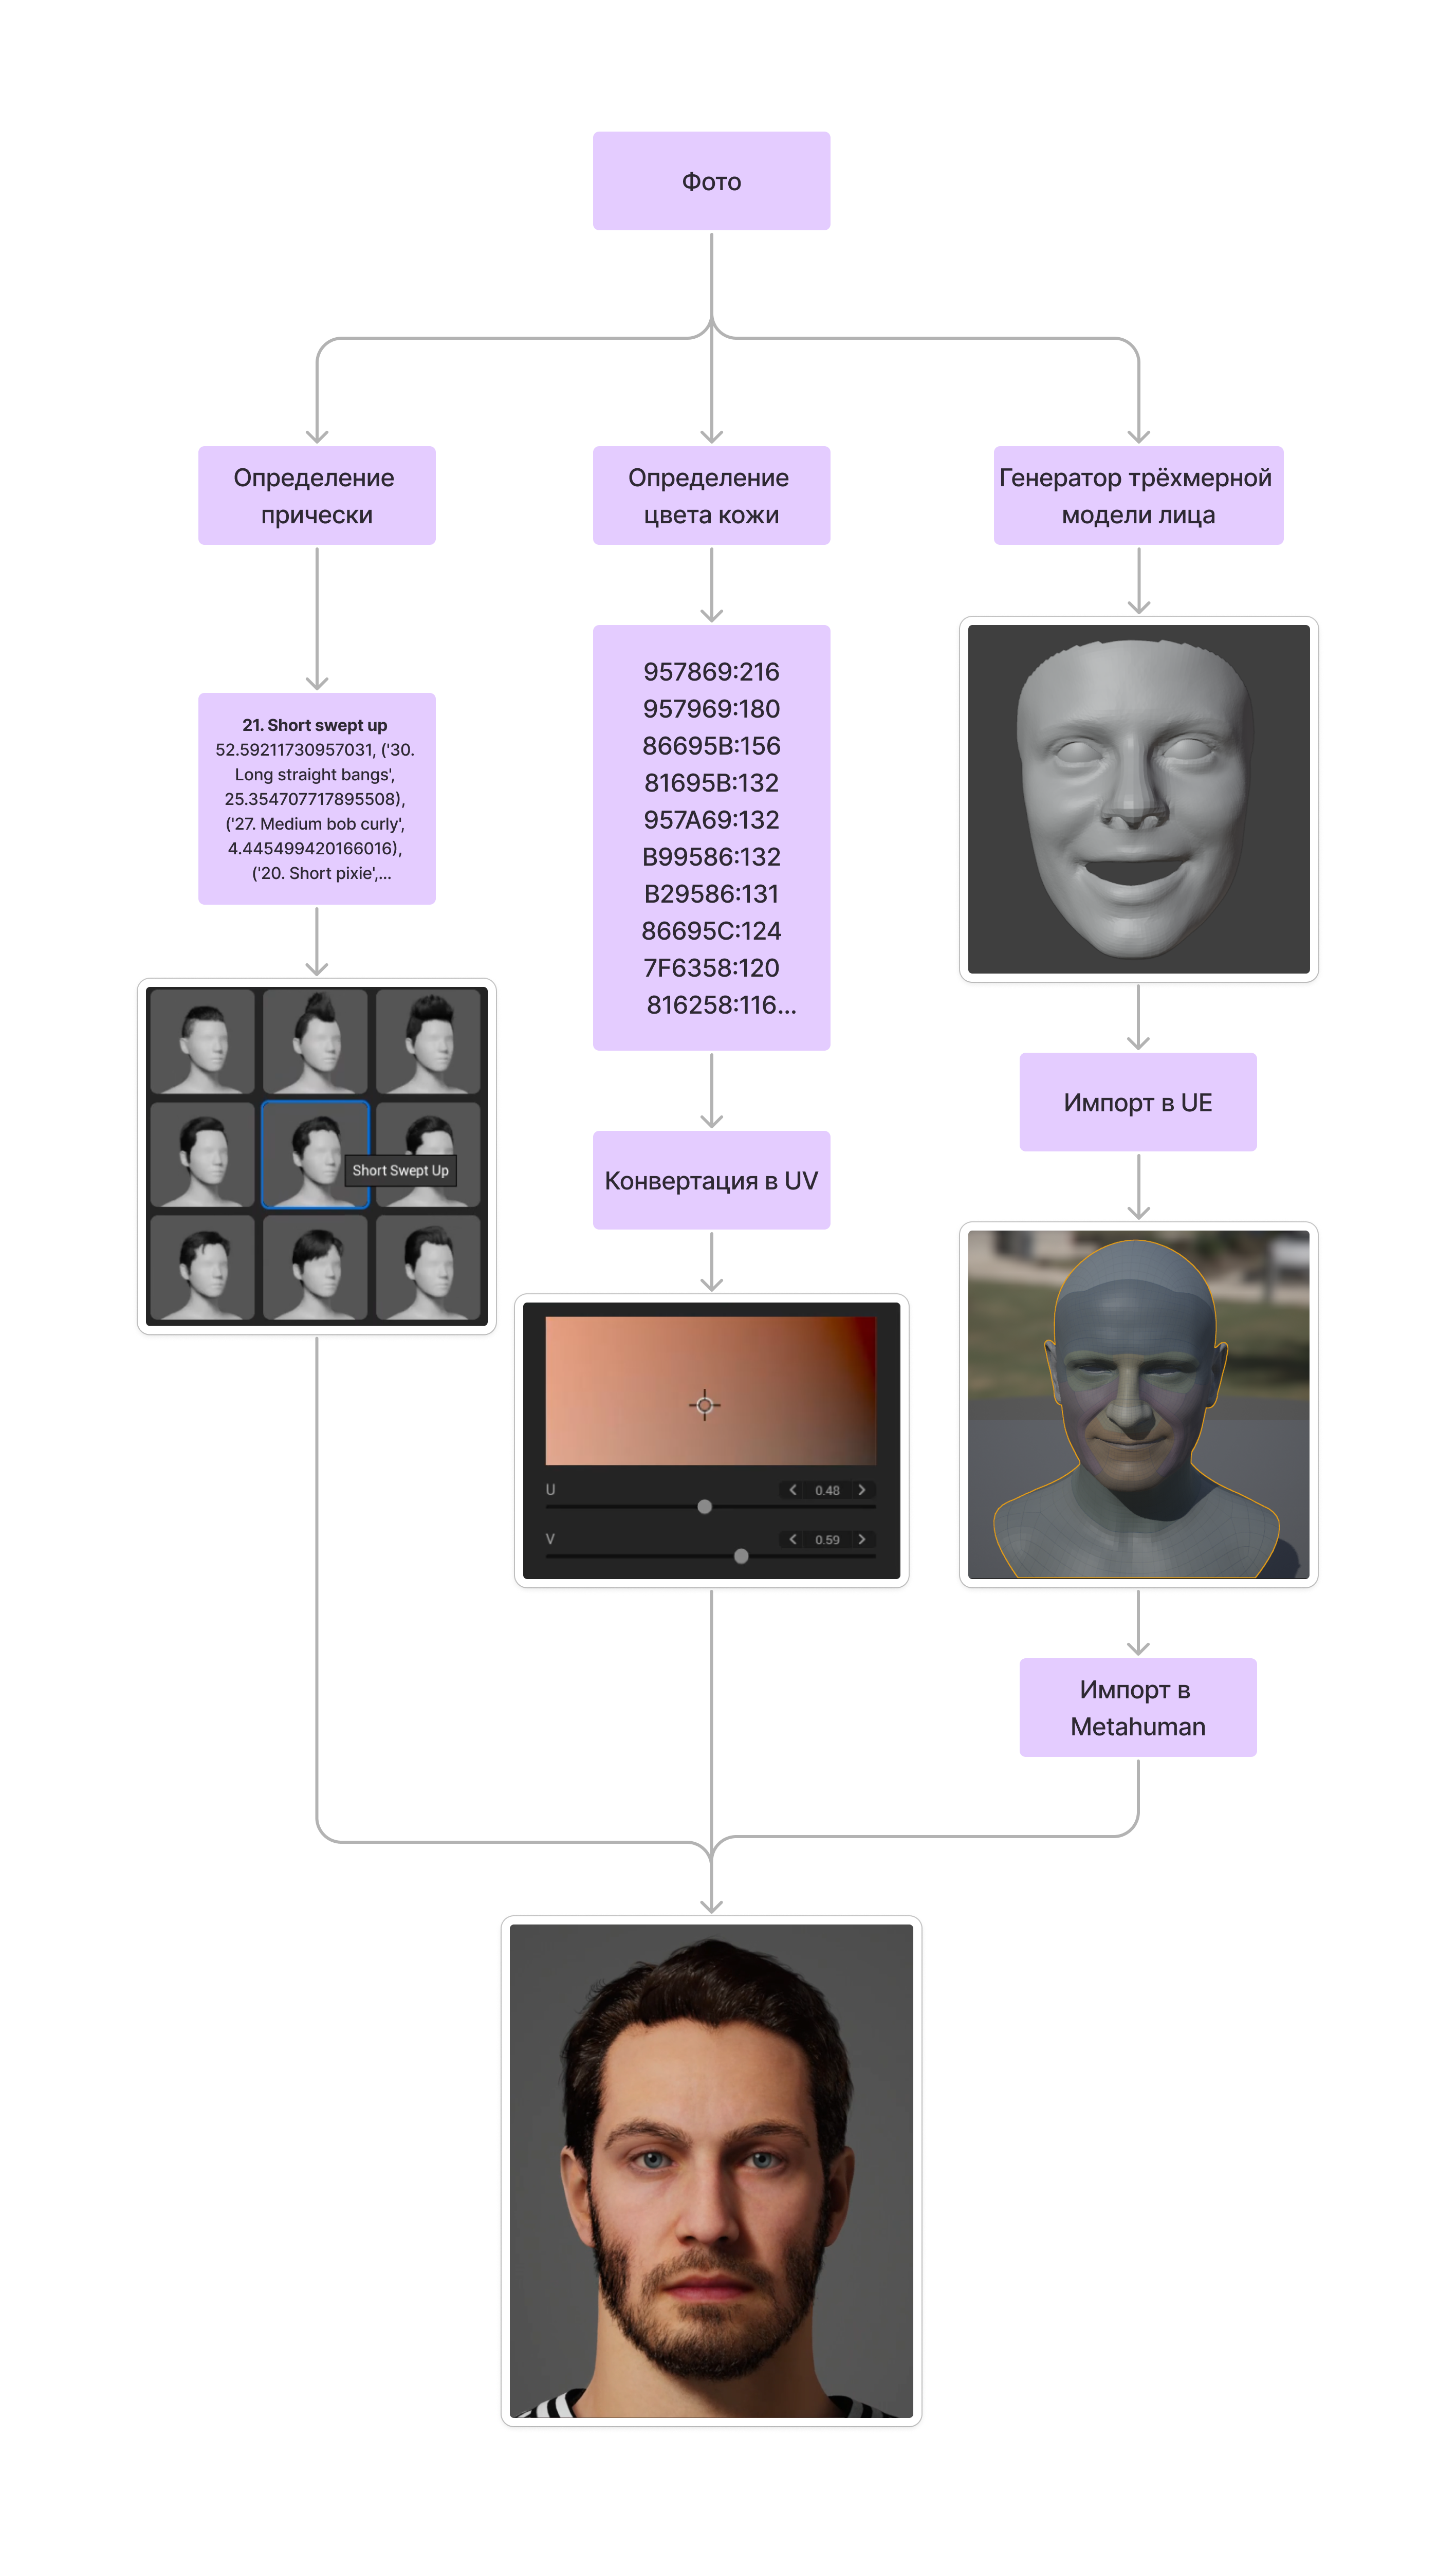 Фото
Определение
прически
21. Short swept up
52.59211730957031, ('30.
Long straight bangs',
25.354707717895508),
('27. Medium bob curly',
4.445499420166016),
('20. Short pixie',...
Short Swept Up
Определение
цвета кожи
957869:216
957969:180
86695B:156
81695B:132
957A69:132
B99586:132
B29586:131
86695C:124
7F6358:120
816258:116...
Конвертация в UV
U
0.48
V
0.59
Генератор трёхмерной
модели лица
Импорт в UE
Импорт в
Metahuman